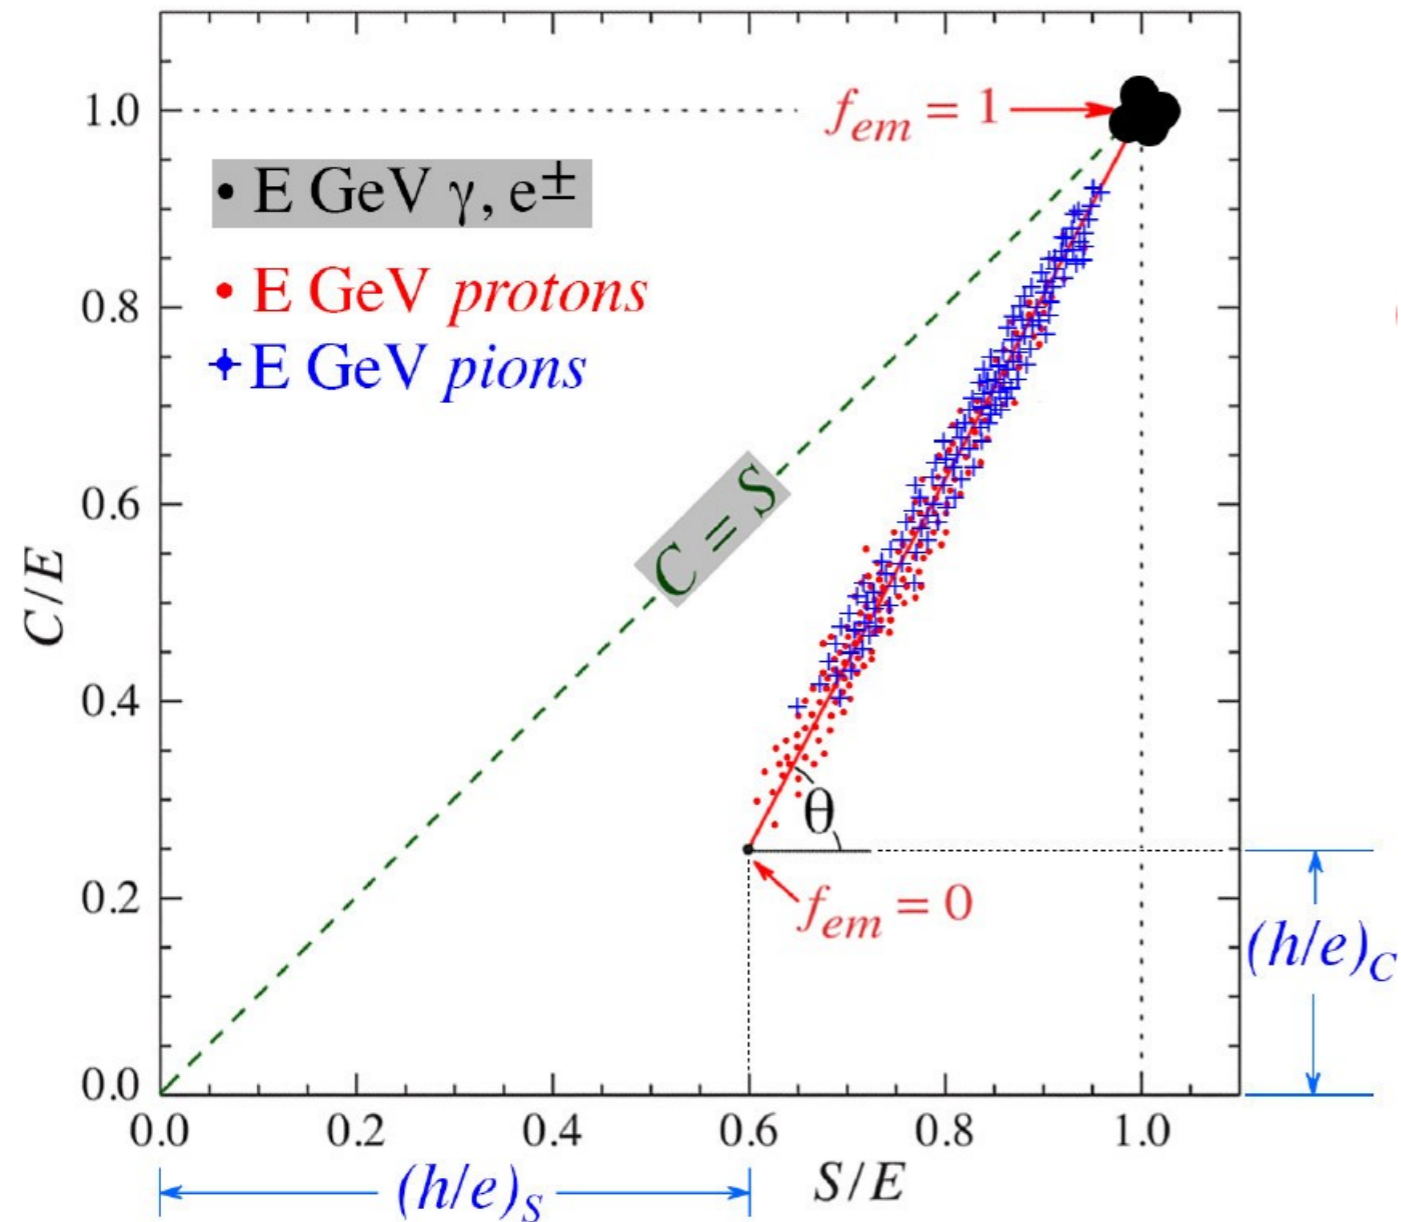 1.0
f_em = 1
• E GeV γ, e±
• E GeV protons
E GeV pions
0.8
0.6
C = S
C/E
0.4
θ
0.2
f_em = 0
(h/e)_C
0.0
0.0 0.2 0.4 0.6 0.8 1.0
(h/e)_S
S/E